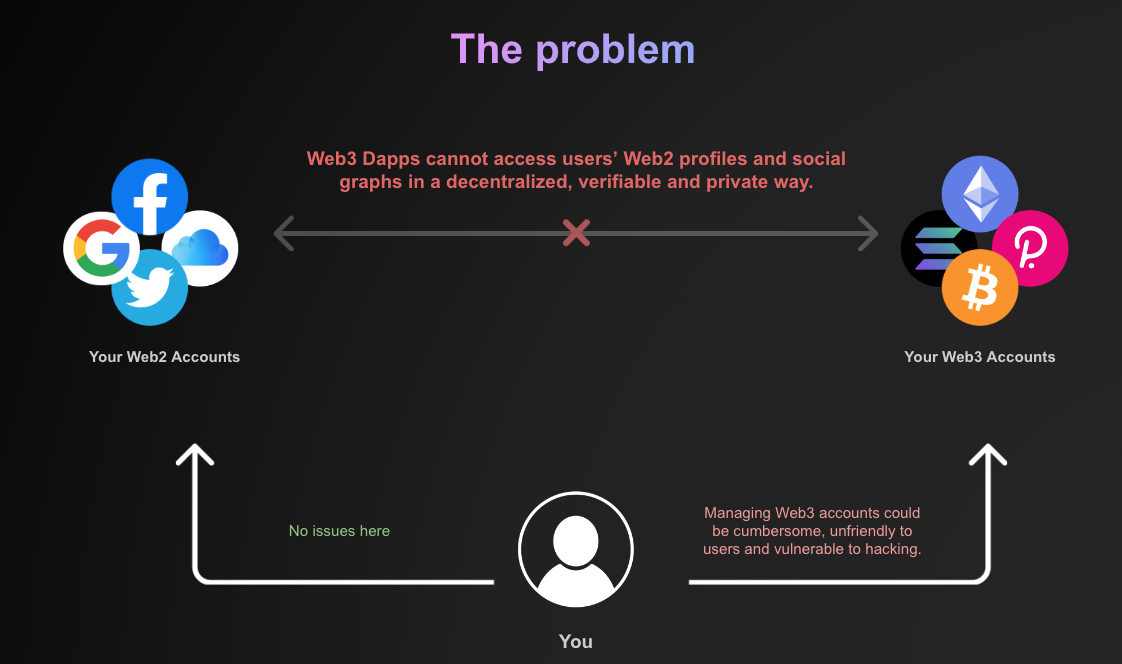 The problem
Web3 Dapps cannot access users’ Web2 profiles and social
graphs in a decentralized, verifiable and private way.
Your Web2 Accounts
Your Web3 Accounts
No issues here
Managing Web3 accounts could
be cumbersome, unfriendly to
users and vulnerable to hacking.
You